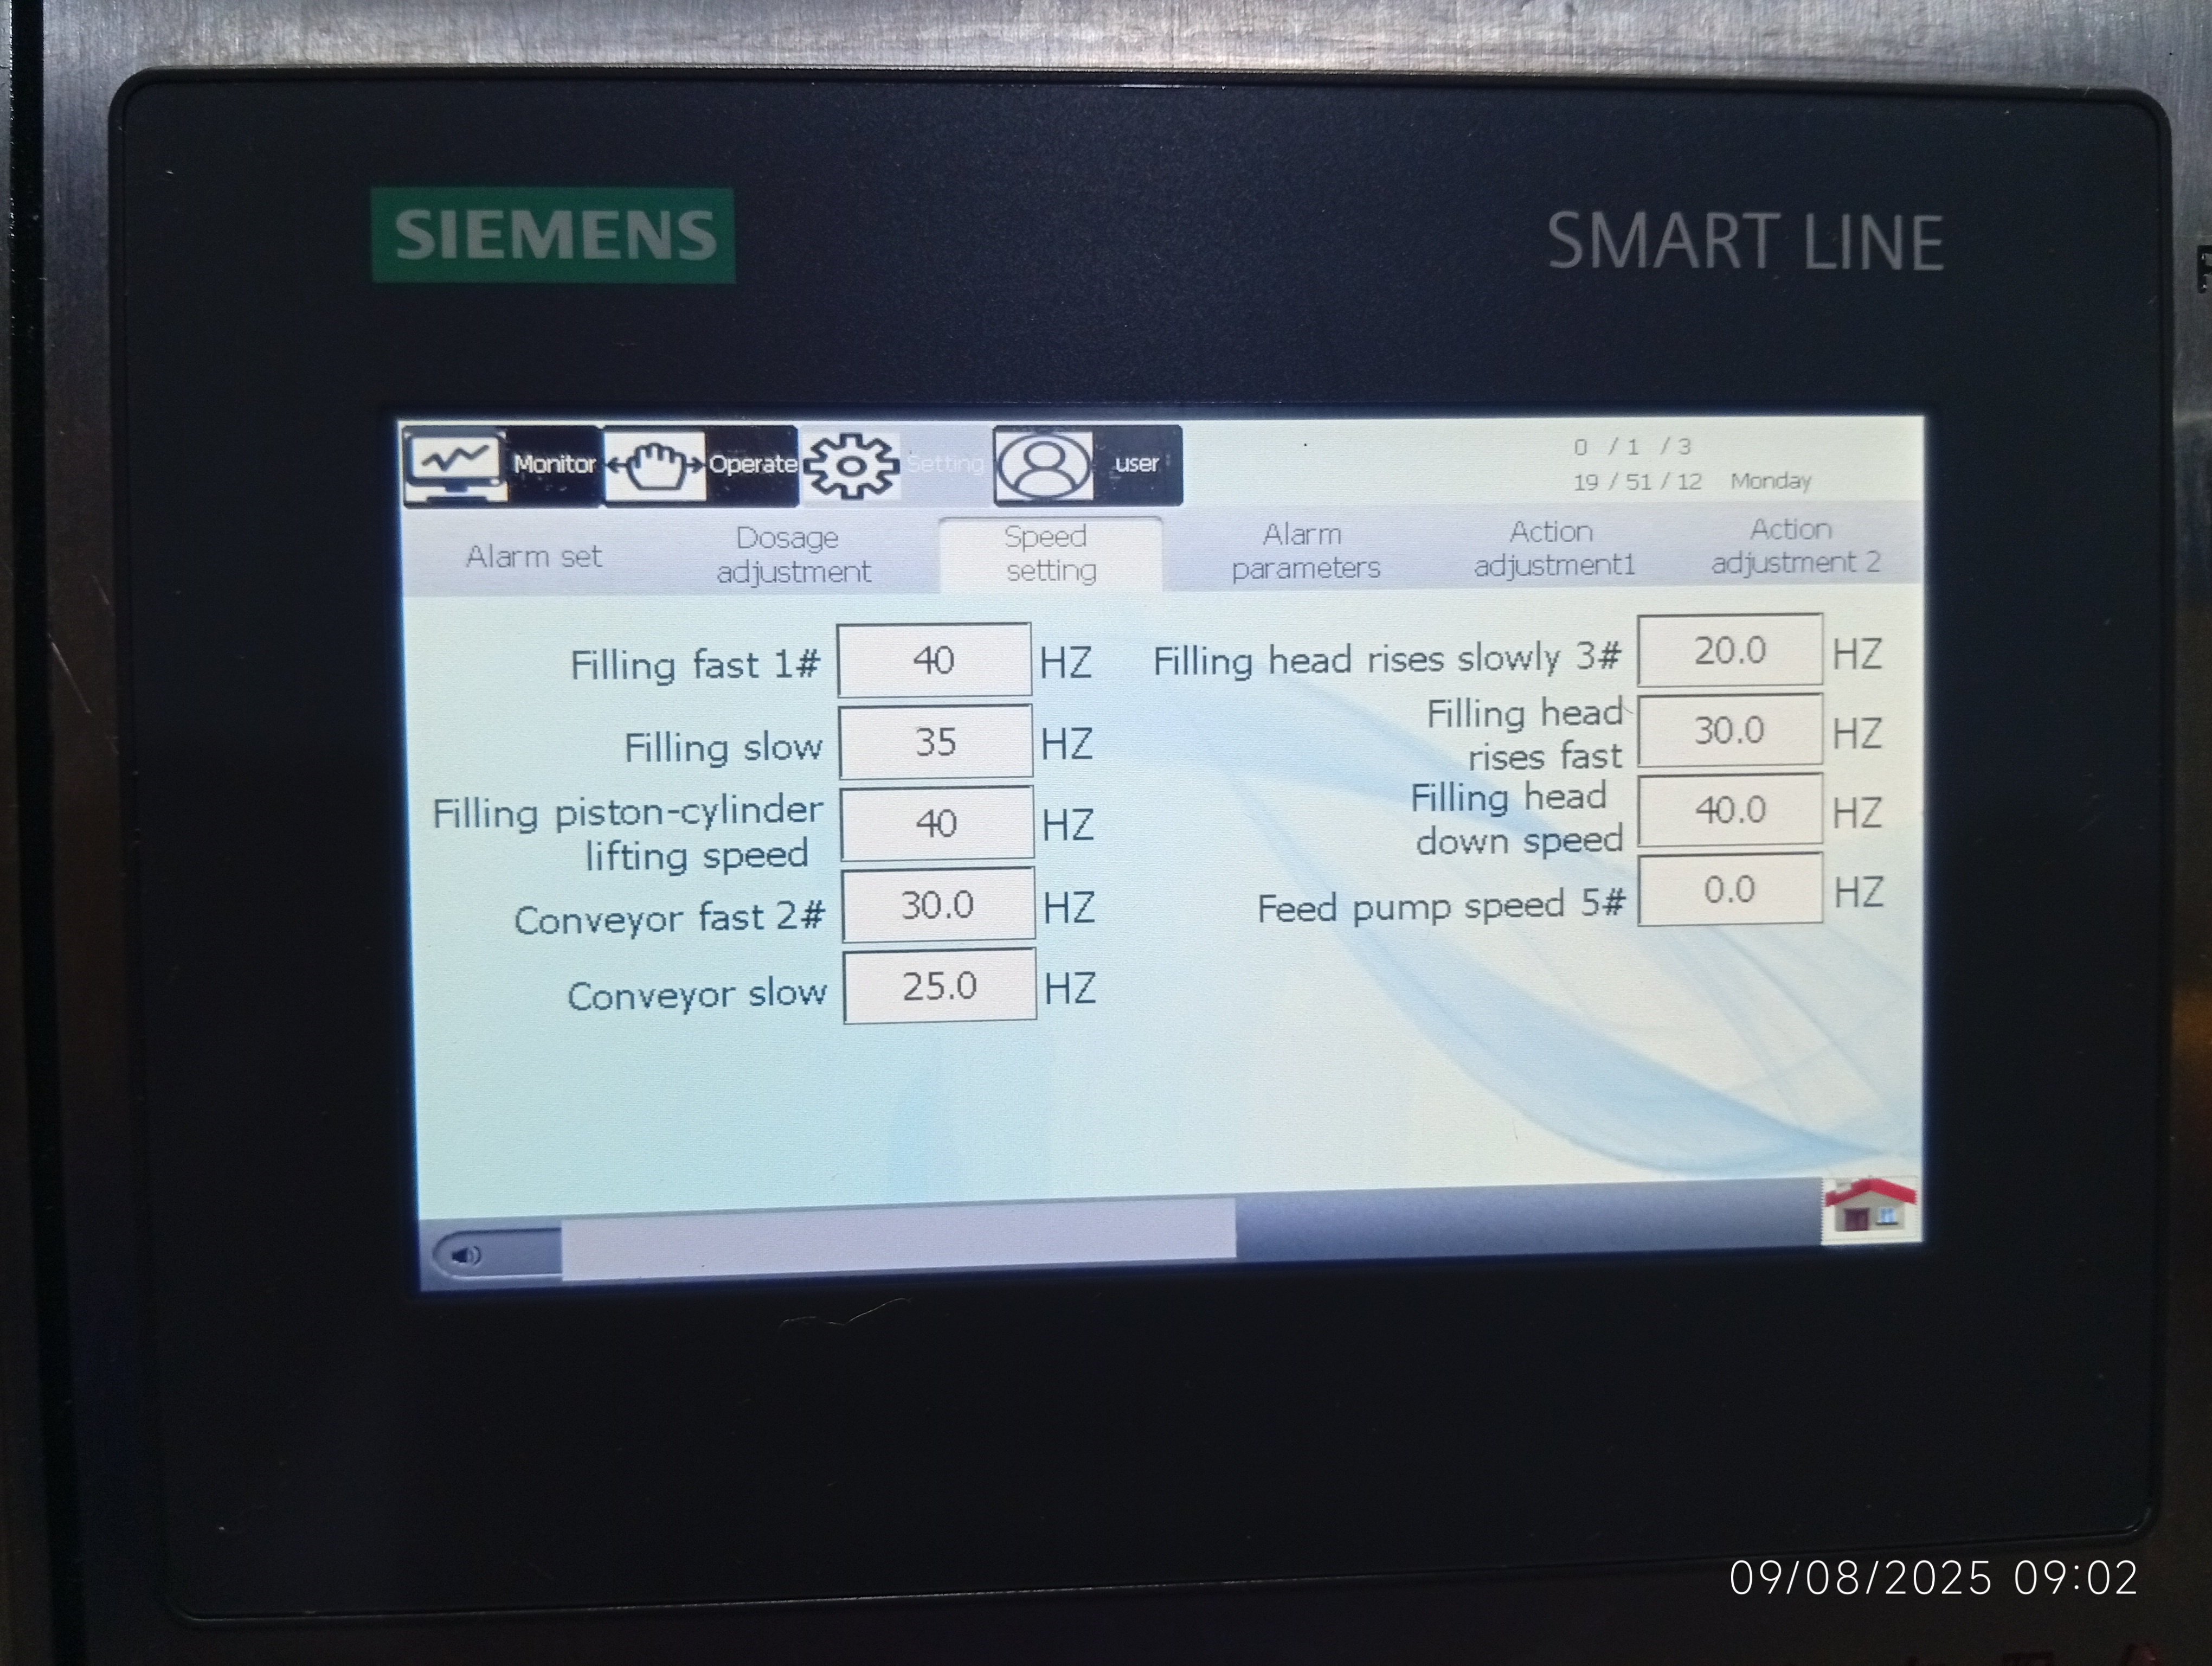 SIEMENS
SMART LINE
Monitor
Operate
Setting
user
0 / 1 / 3
19 / 51 / 12 Monday
Alarm set
Dosage
adjustment
Speed
setting
Alarm
parameters
Action
adjustment1
Action
adjustment 2
Filling fast 1# 40 HZ
Filling slow 35 HZ
Filling piston-cylinder
lifting speed 40 HZ
Conveyor fast 2# 30.0 HZ
Conveyor slow 25.0 HZ
Filling head rises slowly 3# 20.0 HZ
Filling head
rises fast 30.0 HZ
Filling head
down speed 40.0 HZ
Feed pump speed 5# 0.0 HZ
09/08/2025 09:02